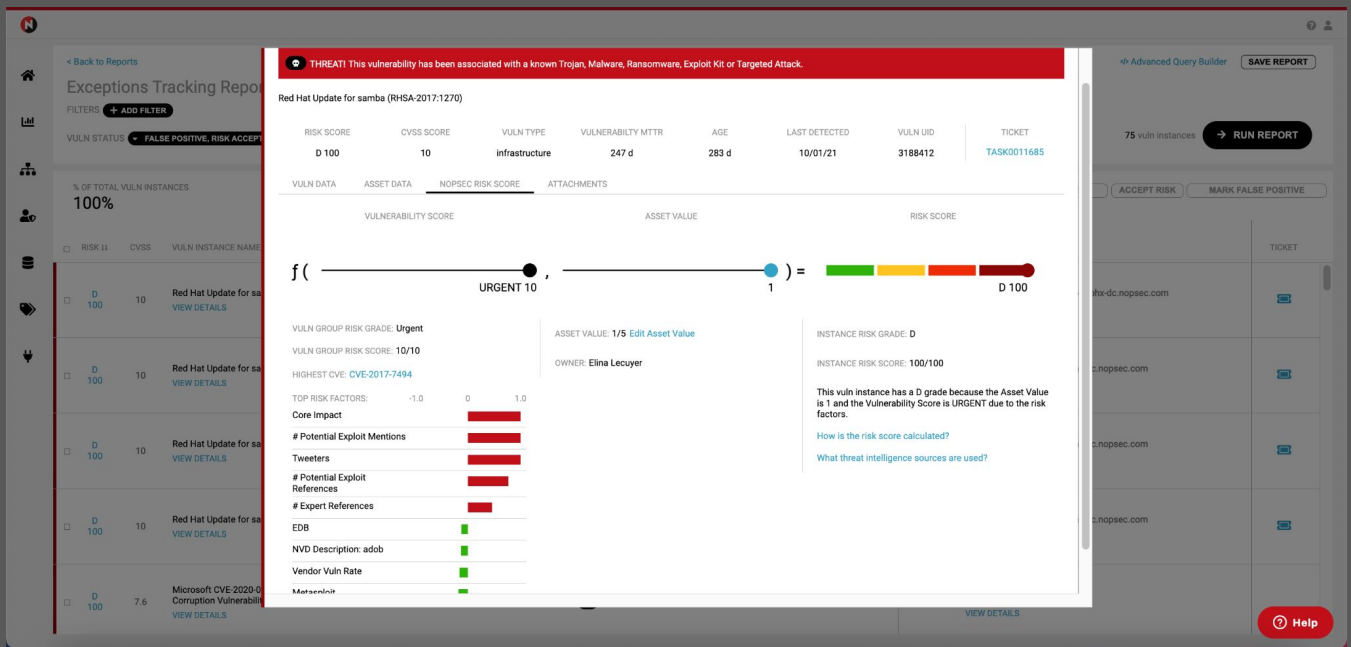 N
< Back to Reports
Exceptions Tracking Repo
</> Advanced Query Builder
SAVE REPORT
FILTERS + ADD FILTER
VULN STATUS FALSE POSITIVE, RISK ACCEPT
75 vuln instances → RUN REPORT
% OF TOTAL VULN INSTANCES
100%
ACCEPT RISK
MARK FALSE POSITIVE
RISK CVSS VULN INSTANCE NAME
TICKET
D
100
10
Red Hat Update for sa
VIEW DETAILS
phx-dc.nopsec.com
D
100
10
Red Hat Update for sa
VIEW DETAILS
c.nopsec.com
D
100
10
Red Hat Update for sa
VIEW DETAILS
c.nopsec.com
D
100
10
Red Hat Update for sa
VIEW DETAILS
c.nopsec.com
D
100
7.6
Microsoft CVE-2020-0
Corruption Vulnerabilit
VIEW DETAILS
VIEW DETAILS
THREAT! This vulnerability has been associated with a known Trojan, Malware, Ransomware, Exploit Kit or Targeted Attack.
Red Hat Update for samba (RHSA-2017:1270)
RISK SCORE CVSS SCORE VULN TYPE VULNERABILTY MTTR AGE LAST DETECTED VULN UID TICKET
D 100 10 infrastructure 247 d 283 d 10/01/21 3188412 TASK0011685
VULN DATA ASSET DATA NOPSEC RISK SCORE ATTACHMENTS
VULNERABILITY SCORE ASSET VALUE RISK SCORE
ƒ ( , ) =
URGENT 10 1 D 100
VULN GROUP RISK GRADE: Urgent
VULN GROUP RISK SCORE: 10/10
HIGHEST CVE: CVE-2017-7494
TOP RISK FACTORS: -1.0 0 1.0
Core Impact
# Potential Exploit Mentions
Tweeters
# Potential Exploit
References
# Expert References
EDB
NVD Description: adob
Vendor Vuln Rate
Metasploit
ASSET VALUE: 1/5 Edit Asset Value
OWNER: Elina Lecuyer
INSTANCE RISK GRADE: D
INSTANCE RISK SCORE: 100/100
This vuln instance has a D grade because the Asset Value
is 1 and the Vulnerability Score is URGENT due to the risk
factors.
How is the risk score calculated?
What threat intelligence sources are used?
Help